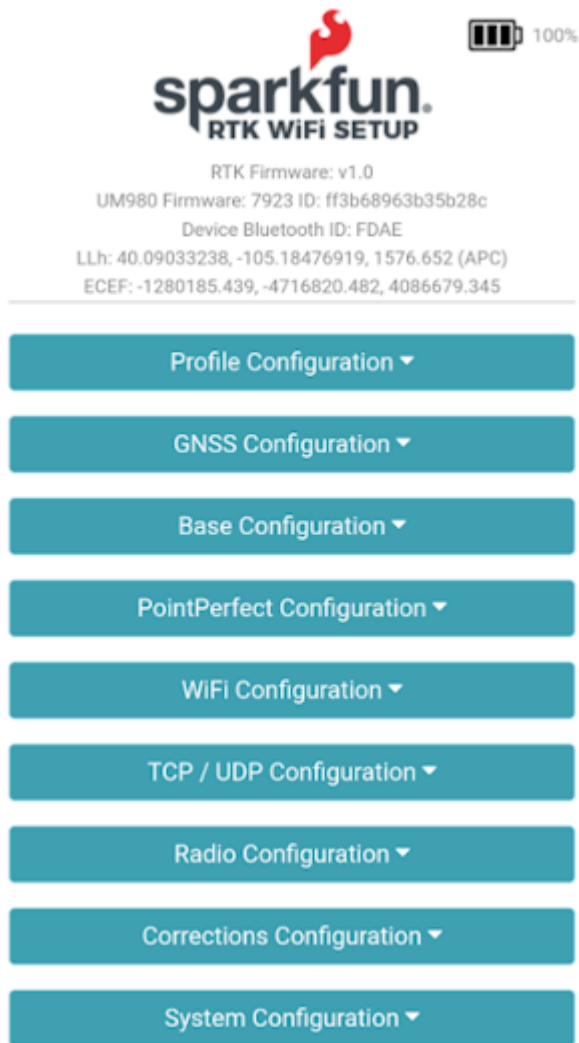 100%
sparkfun.
RTK WiFi SETUP
RTK Firmware: v1.0
UM980 Firmware: 7923 ID: ff3b68963b35b28c
Device Bluetooth ID: FDAE
LLh: 40.09033238, -105.18476919, 1576.652 (APC)
ECEF: -1280185.439, -4716820.482, 4086679.345
Profile Configuration
GNSS Configuration
Base Configuration
PointPerfect Configuration
WiFi Configuration
TCP / UDP Configuration
Radio Configuration
Corrections Configuration
System Configuration